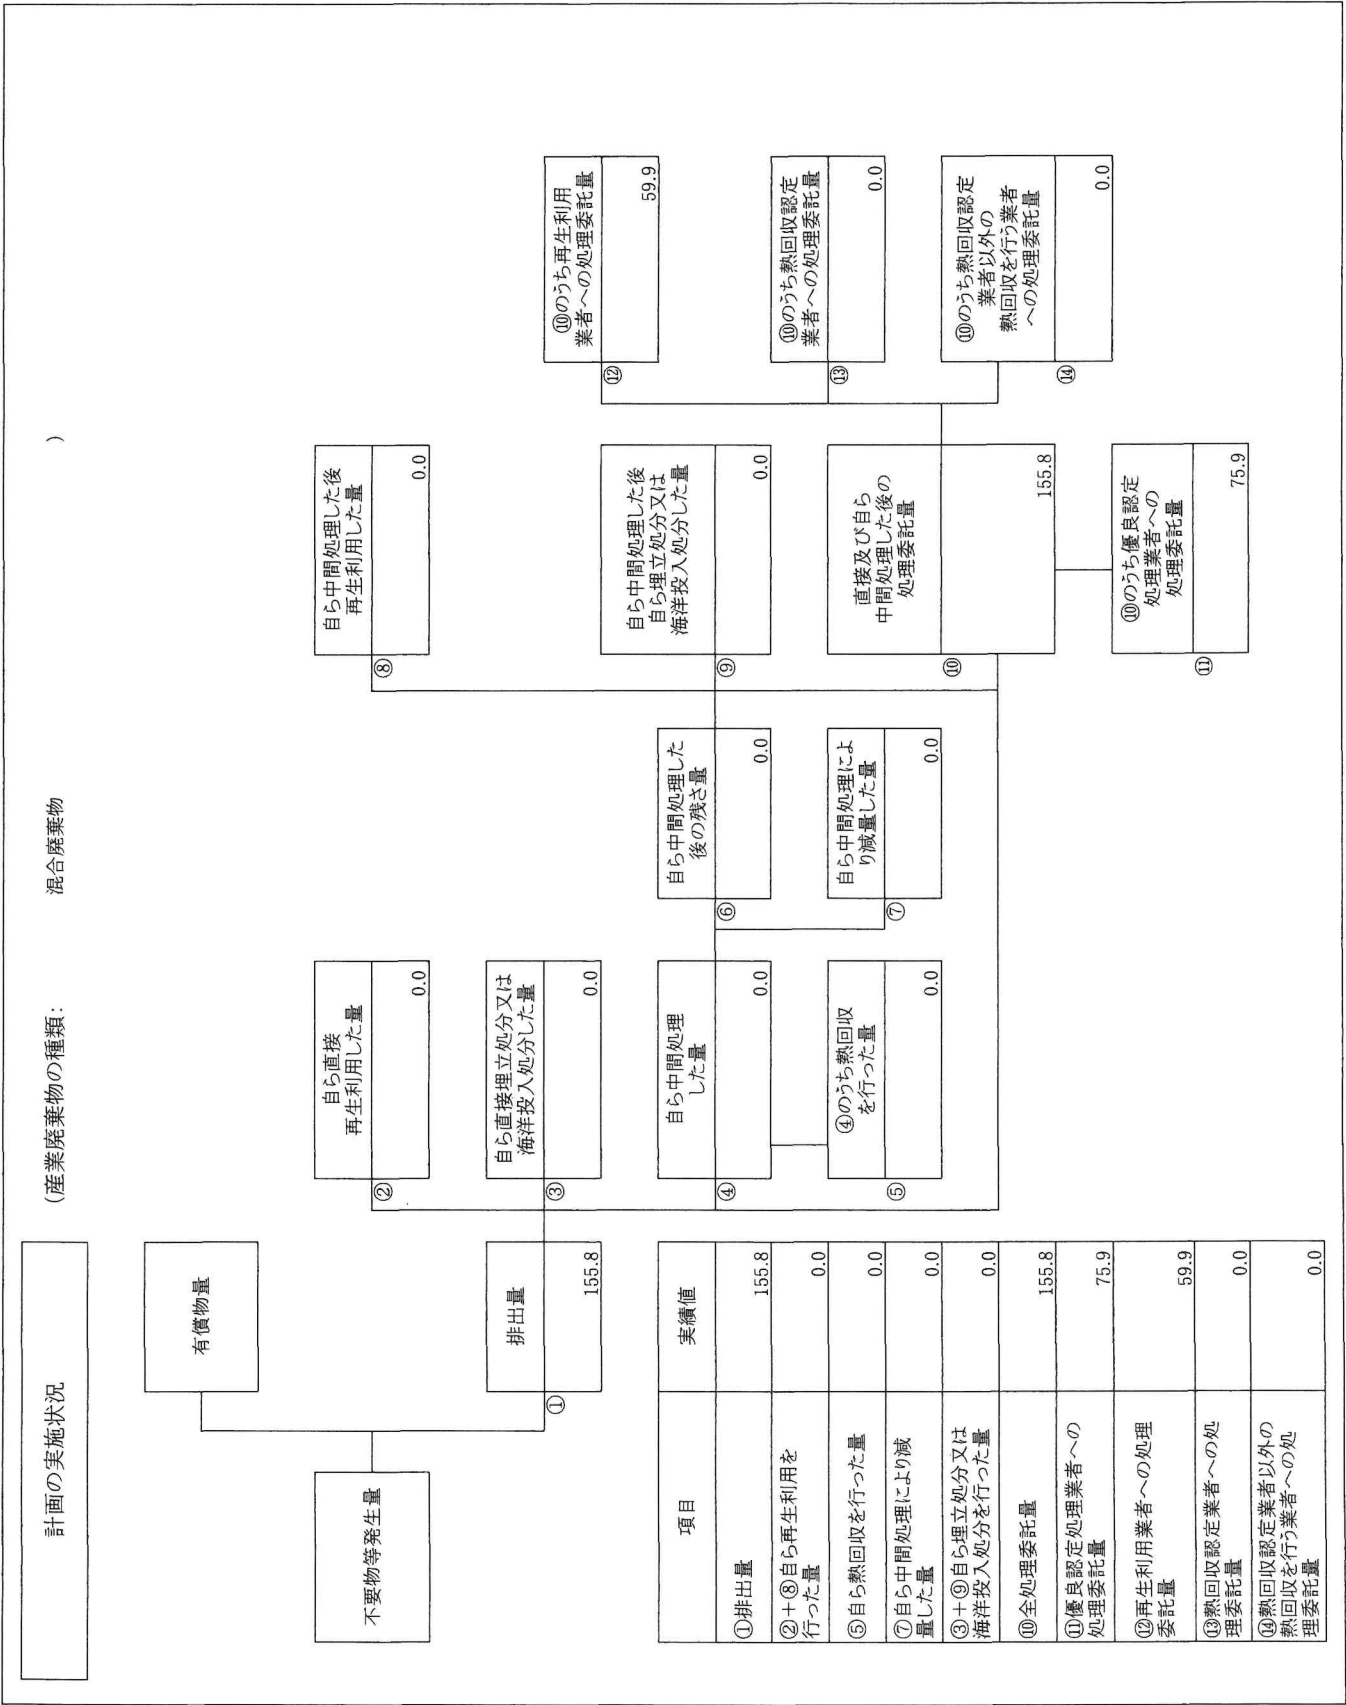 計画の実施状況
(産業廃棄物の種類: 混合廃棄物 )
不要物等発生量
有償物量
①
排出量
155.8
②
自ら直接
再生利用した量
0.0
③
自ら直接埋立処分又は
海洋投入処分した量
0.0
④
自ら中間処理
した量
0.0
⑤
④のうち熱回収
を行った量
0.0
⑥
自ら中間処理した
後の残さ量
0.0
⑦
自ら中間処理によ
り減量した量
0.0
⑧
自ら中間処理した後
再生利用した量
0.0
⑨
自ら中間処理した後
自ら埋立処分又は
海洋投入処分した量
0.0
⑩
直接及び自ら
中間処理した後の
処理委託量
155.8
⑪
⑩のうち優良認定
処理業者への
処理委託量
75.9
⑫
⑩のうち再生利用
業者への処理委託量
59.9
⑬
⑩のうち熱回収認定
業者への処理委託量
0.0
⑭
⑩のうち熱回収認定
業者以外の
熱回収を行う業者
への処理委託量
0.0
項目 実績値
①排出量 155.8
②+⑧自ら再生利用を
行った量 0.0
⑤自ら熱回収を行った量 0.0
⑦自ら中間処理により減
量した量 0.0
③+⑨自ら埋立処分又は
海洋投入処分を行った量 0.0
⑩全処理委託量 155.8
⑪優良認定処理業者への
処理委託量 75.9
⑫再生利用業者への処理
委託量 59.9
⑬熱回収認定業者への処
理委託量 0.0
⑭熱回収認定業者以外の
熱回収を行う業者への処
理委託量 0.0